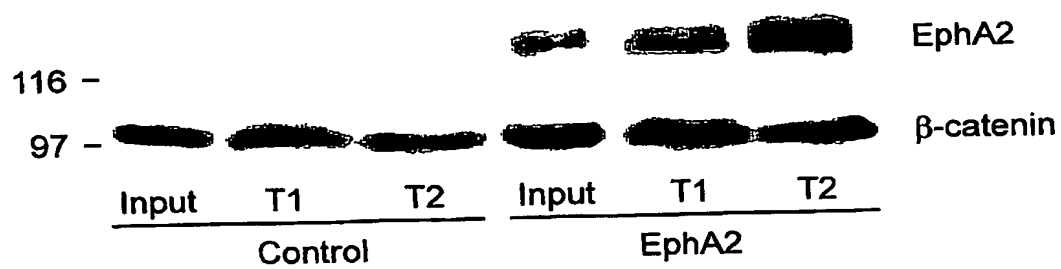 EphA2
116 –
97 –
β-catenin
Input T1 T2 Input T1 T2
Control EphA2